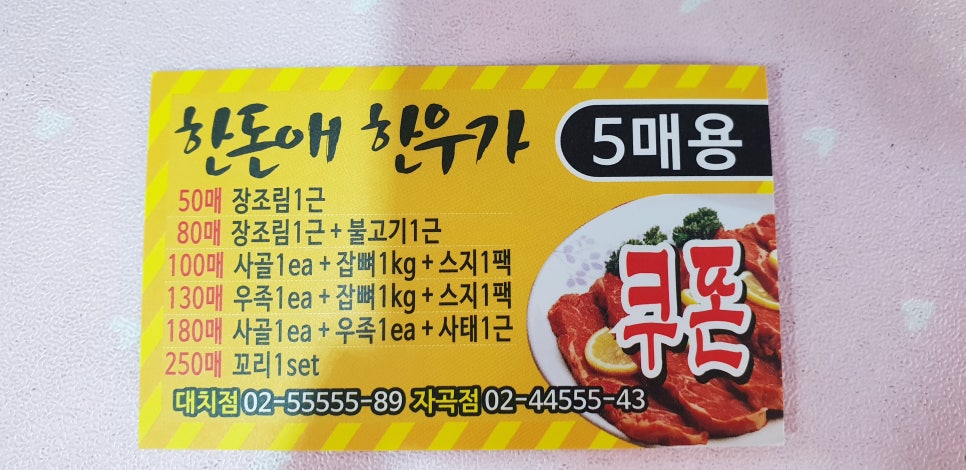 한돈애 한우가
5매용
50매 장조림1근
80매 장조림1근+불고기1근
100매 사골1ea+잡뼈1kg+스지1팩
130매 우족1ea+잡뼈1kg+스지1팩
180매 사골1ea+우족1ea+사태1근
250매 꼬리1set
쿠폰
대치점 02-55555-89 자곡점 02-44555-43